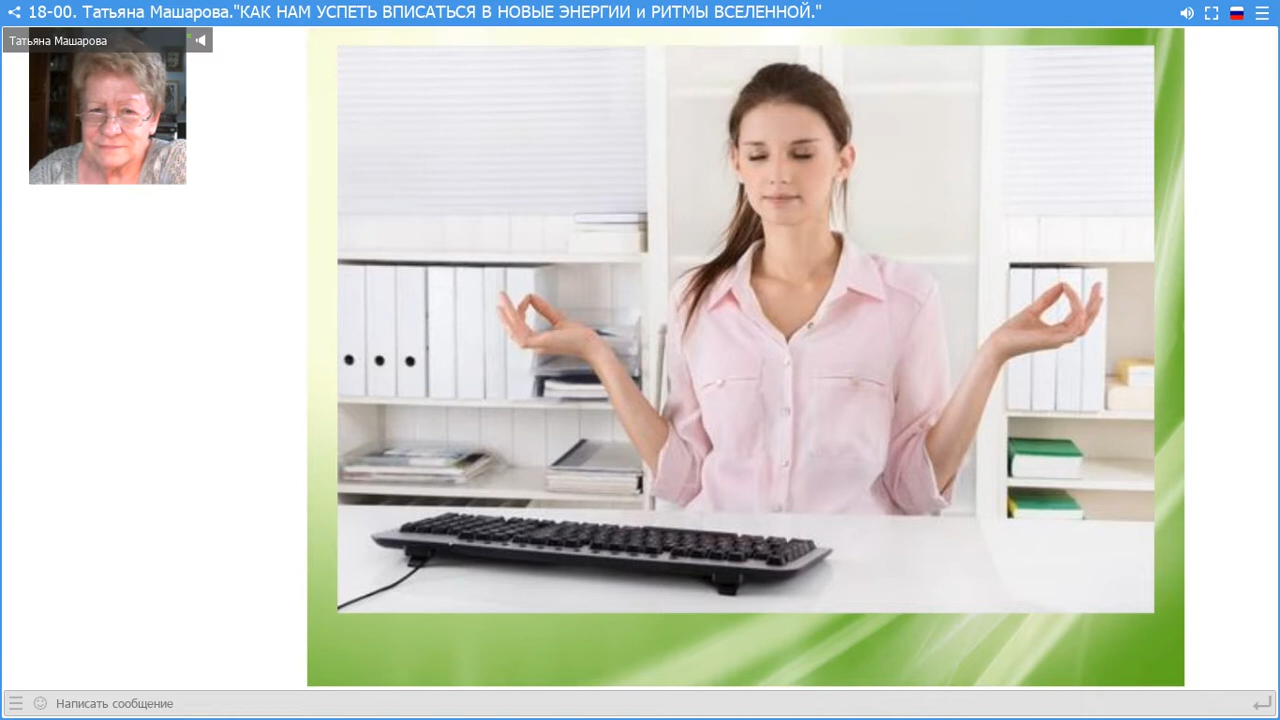 18-00. Татьяна Машарова."КАК НАМ УСПЕТЬ ВПИСАТЬСЯ В НОВЫЕ ЭНЕРГИИ и РИТМЫ ВСЕЛЕННОЙ."
Татьяна Машарова
Написать сообщение